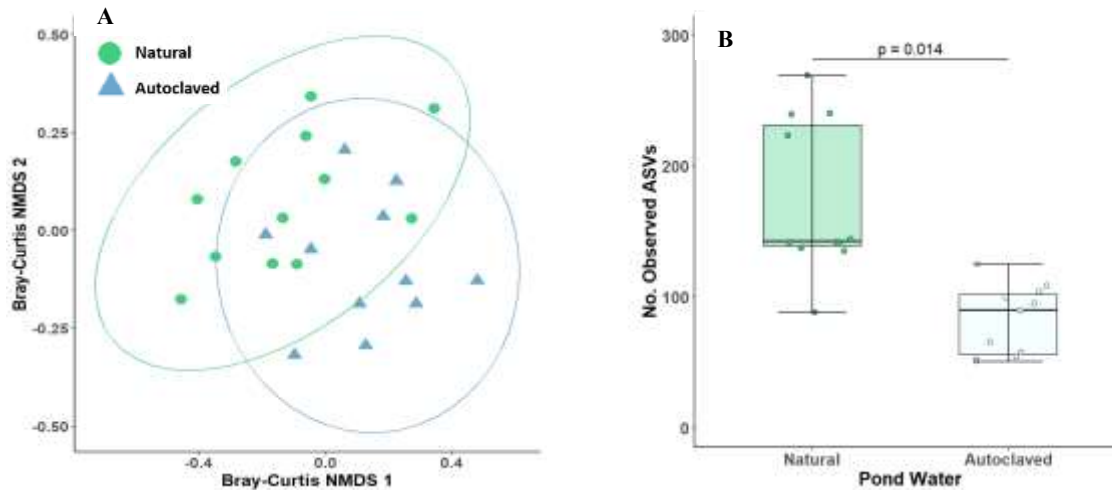 A
0.50
0.25
0.00
-0.25
-0.50
Bray-Curtis NMDS 2
Natural
Autoclaved
-0.4
0.0
0.4
Bray-Curtis NMDS 1
B
300
200
100
0
No. Observed ASVs
p = 0.014
Natural
Autoclaved
Pond Water